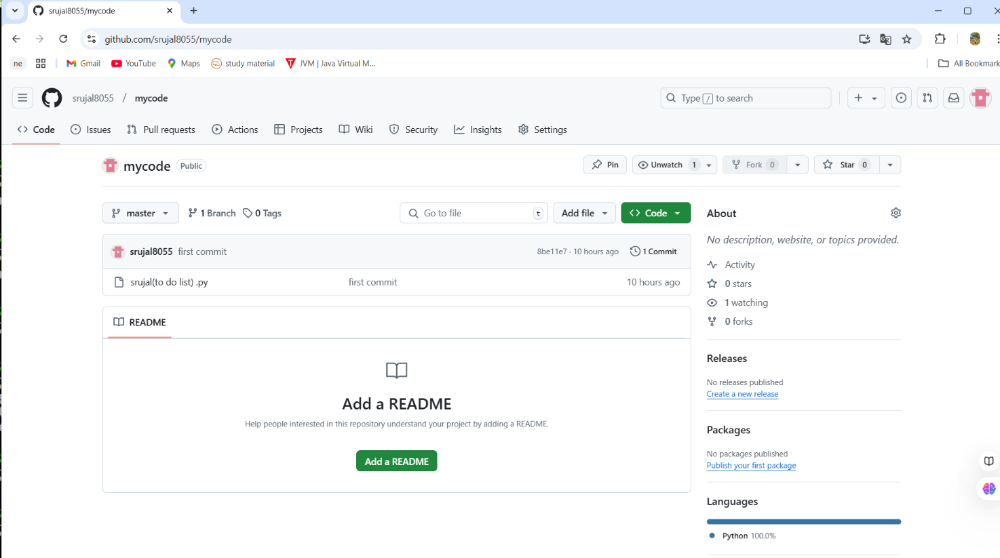 srujal8055/mycode
github.com/srujal8055/mycode
ne Gmail YouTube Maps study material JVM | Java Virtual M... All Bookmark
srujal8055 / mycode Type / to search
Code Issues Pull requests Actions Projects Wiki Security Insights Settings
mycode Public Pin Unwatch 1 Fork 0 Star 0
master 1 Branch 0 Tags Go to file t Add file Code About
No description, website, or topics provided.
srujal8055 first commit 8be11e7 · 10 hours ago 1 Commit
Activity
srujal(to do list) .py first commit 10 hours ago
0 stars
1 watching
0 forks
README
Releases
No releases published
Create a new release
Add a README
Help people interested in this repository understand your project by adding a README.
Add a README
Packages
No packages published
Publish your first package
Languages
Python 100.0%